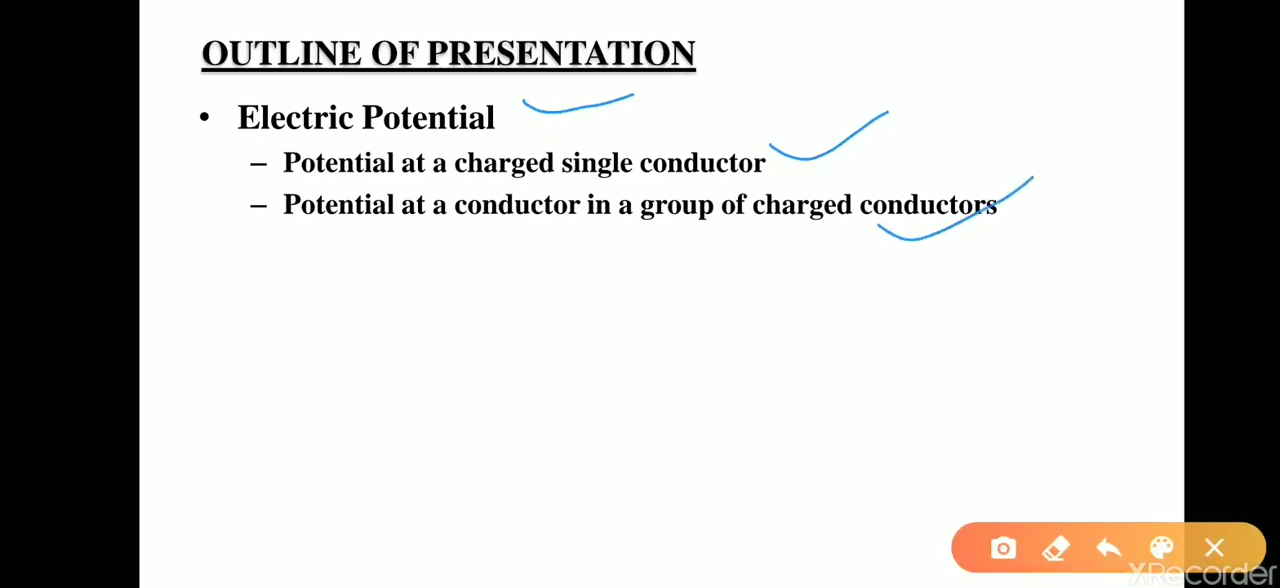 OUTLINE OF PRESENTATION
• Electric Potential
– Potential at a charged single conductor
– Potential at a conductor in a group of charged conductors
XRecorder